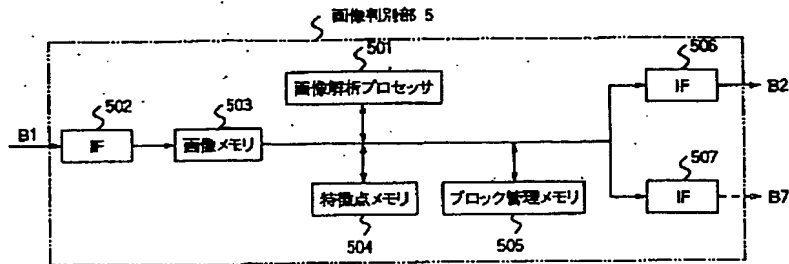 画像判別部 5
501
画像解析プロセッサ
506
IF
B2
502
503
B1
IF
画像メモリ
507
IF
B7
特徴点メモリ
ブロック管理メモリ
504
505